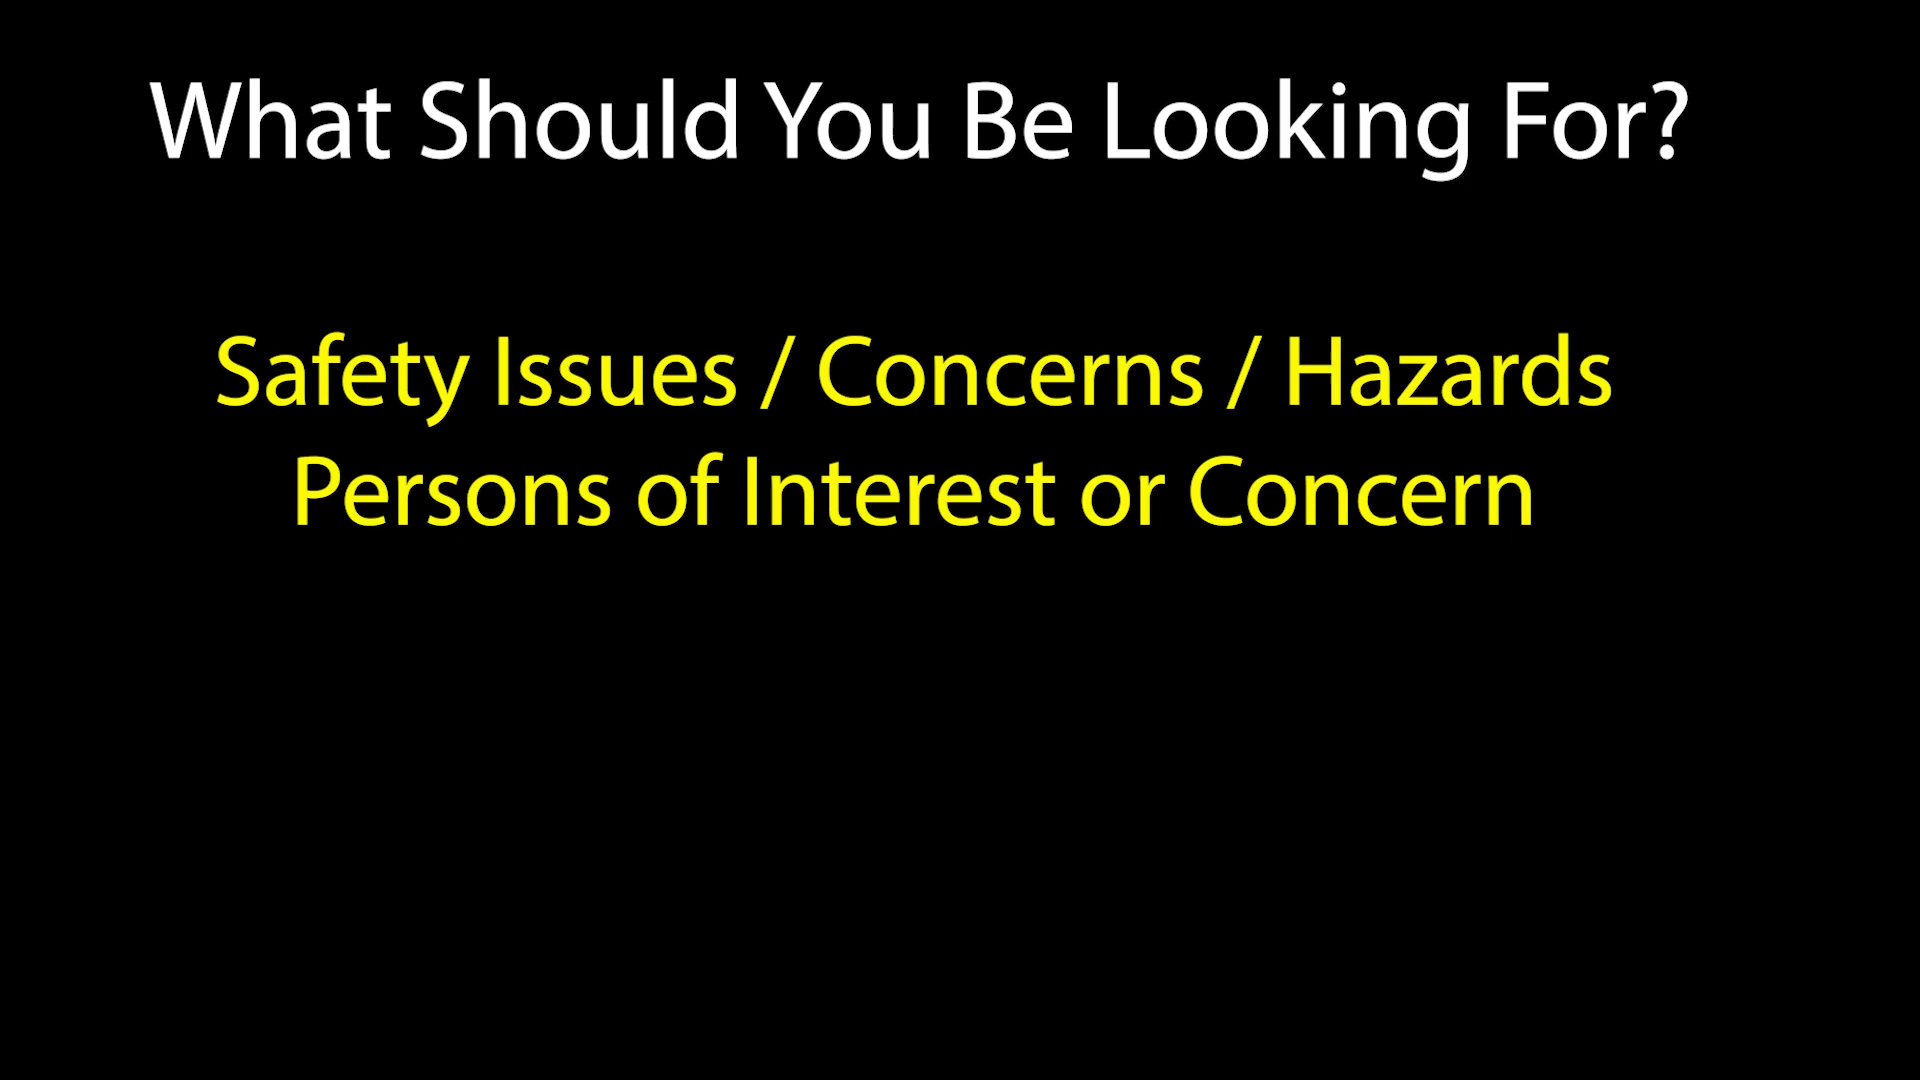 What Should You Be Looking For?
Safety Issues / Concerns / Hazards
Persons of Interest or Concern